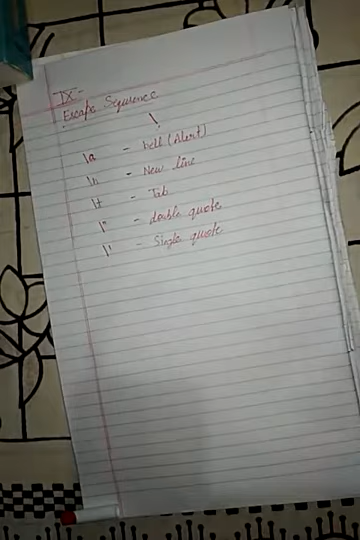 IX-
Escape Sequence
\
\a - bell (Alert)
\n - New line
\t - Tab
\" - double quote
\' - Single quote